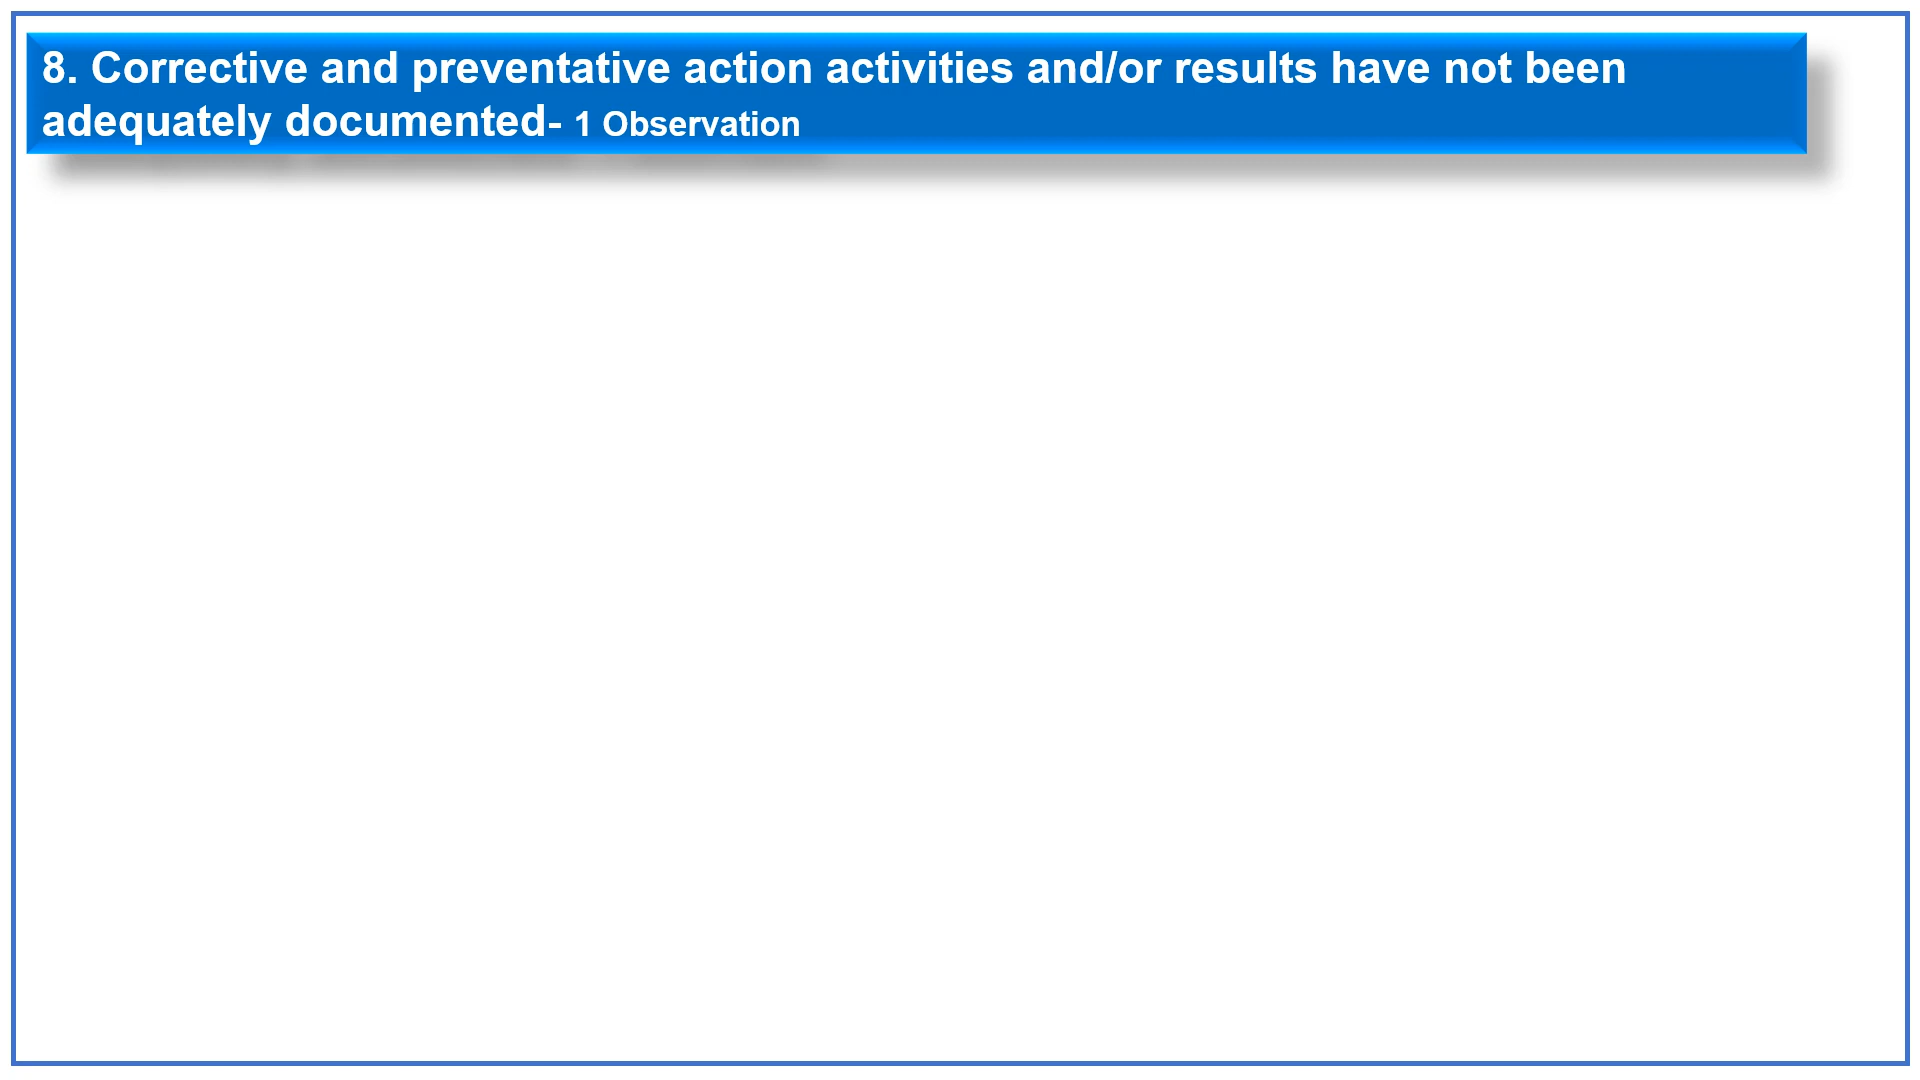 8. Corrective and preventative action activities and/or results have not been
adequately documented- 1 Observation